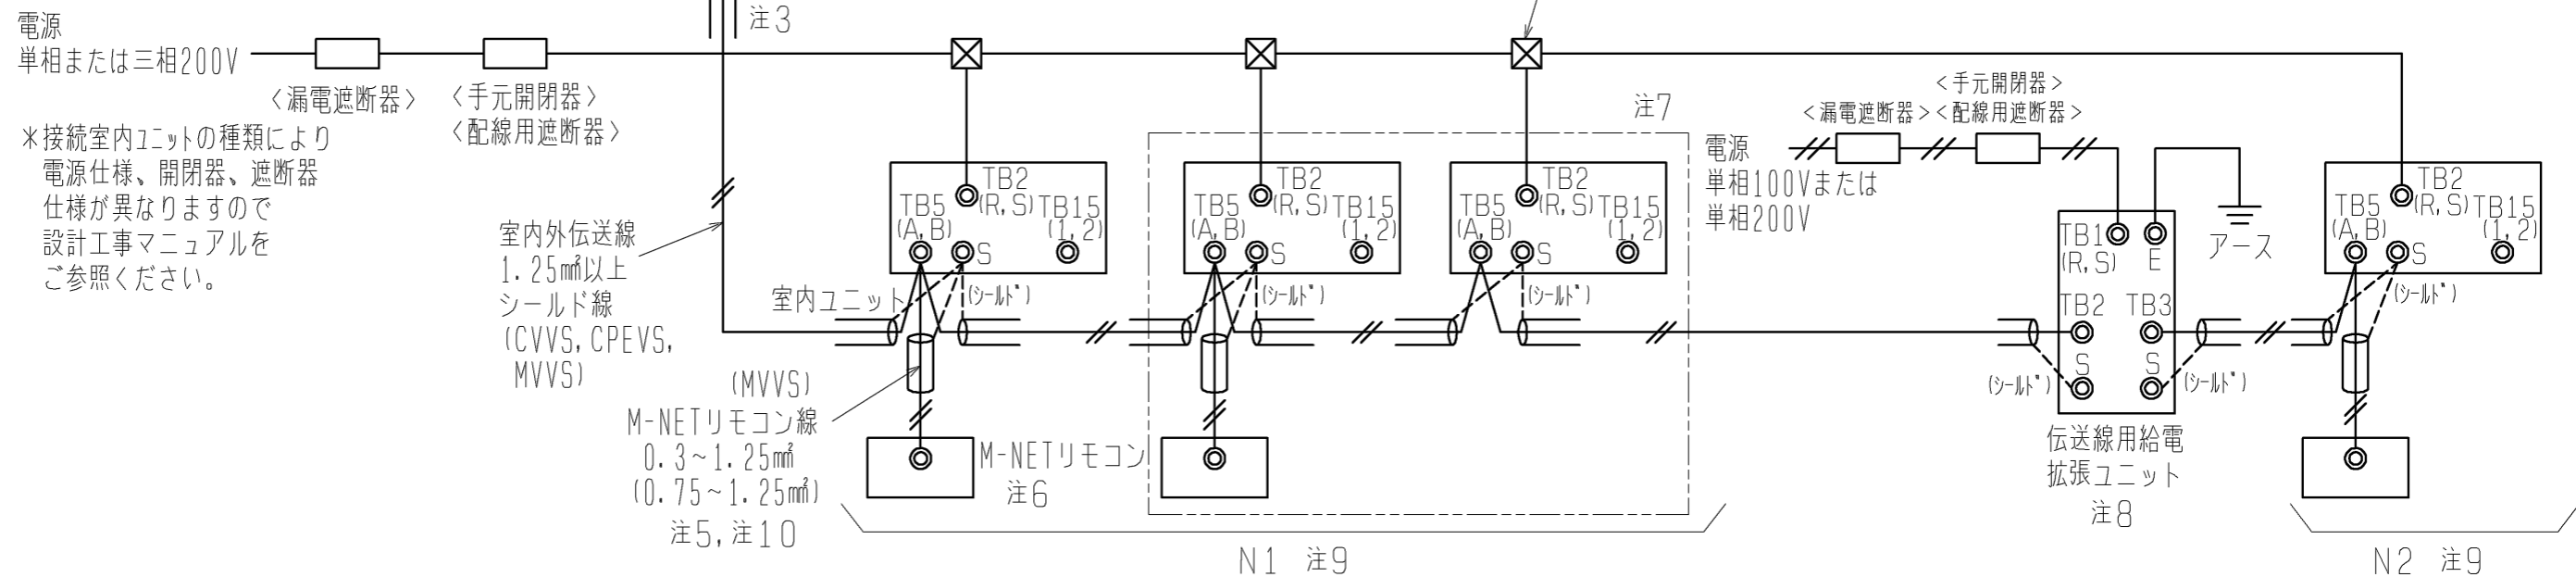 電源
単相または三相200V
注3
<漏電遮断器>
<手元開閉器>
<配線用遮断器>
*接続室内ユニットの種類により
電源仕様、開閉器、遮断器
仕様が異なりますので
設計工事マニュアルを
ご参照ください。
室内外伝送線
1.25㎟以上
シールド線
(CVVS, CPEVS,
MVVS)
(MVVS)
M-NETリモコン線
0.3~1.25㎟
(0.75~1.25㎟)
注5, 注10
室内ユニット
TB2
(R, S)
TB5
(A, B)
S
TB15
(1, 2)
(シールド)
M-NETリモコン
注6
TB2
(R, S)
TB5
(A, B)
S
TB15
(1, 2)
(シールド)
TB2
(R, S)
TB5
(A, B)
S
TB15
(1, 2)
(シールド)
注7
N1 注9
電源
単相100Vまたは
単相200V
<漏電遮断器>
<手元開閉器>
<配線用遮断器>
アース
TB1
(R, S)
E
TB2
TB3
S
S
(シールド)
(シールド)
伝送線用給電
拡張ユニット
注8
TB2
(R, S)
TB5
(A, B)
S
TB15
(1, 2)
(シールド)
N2 注9